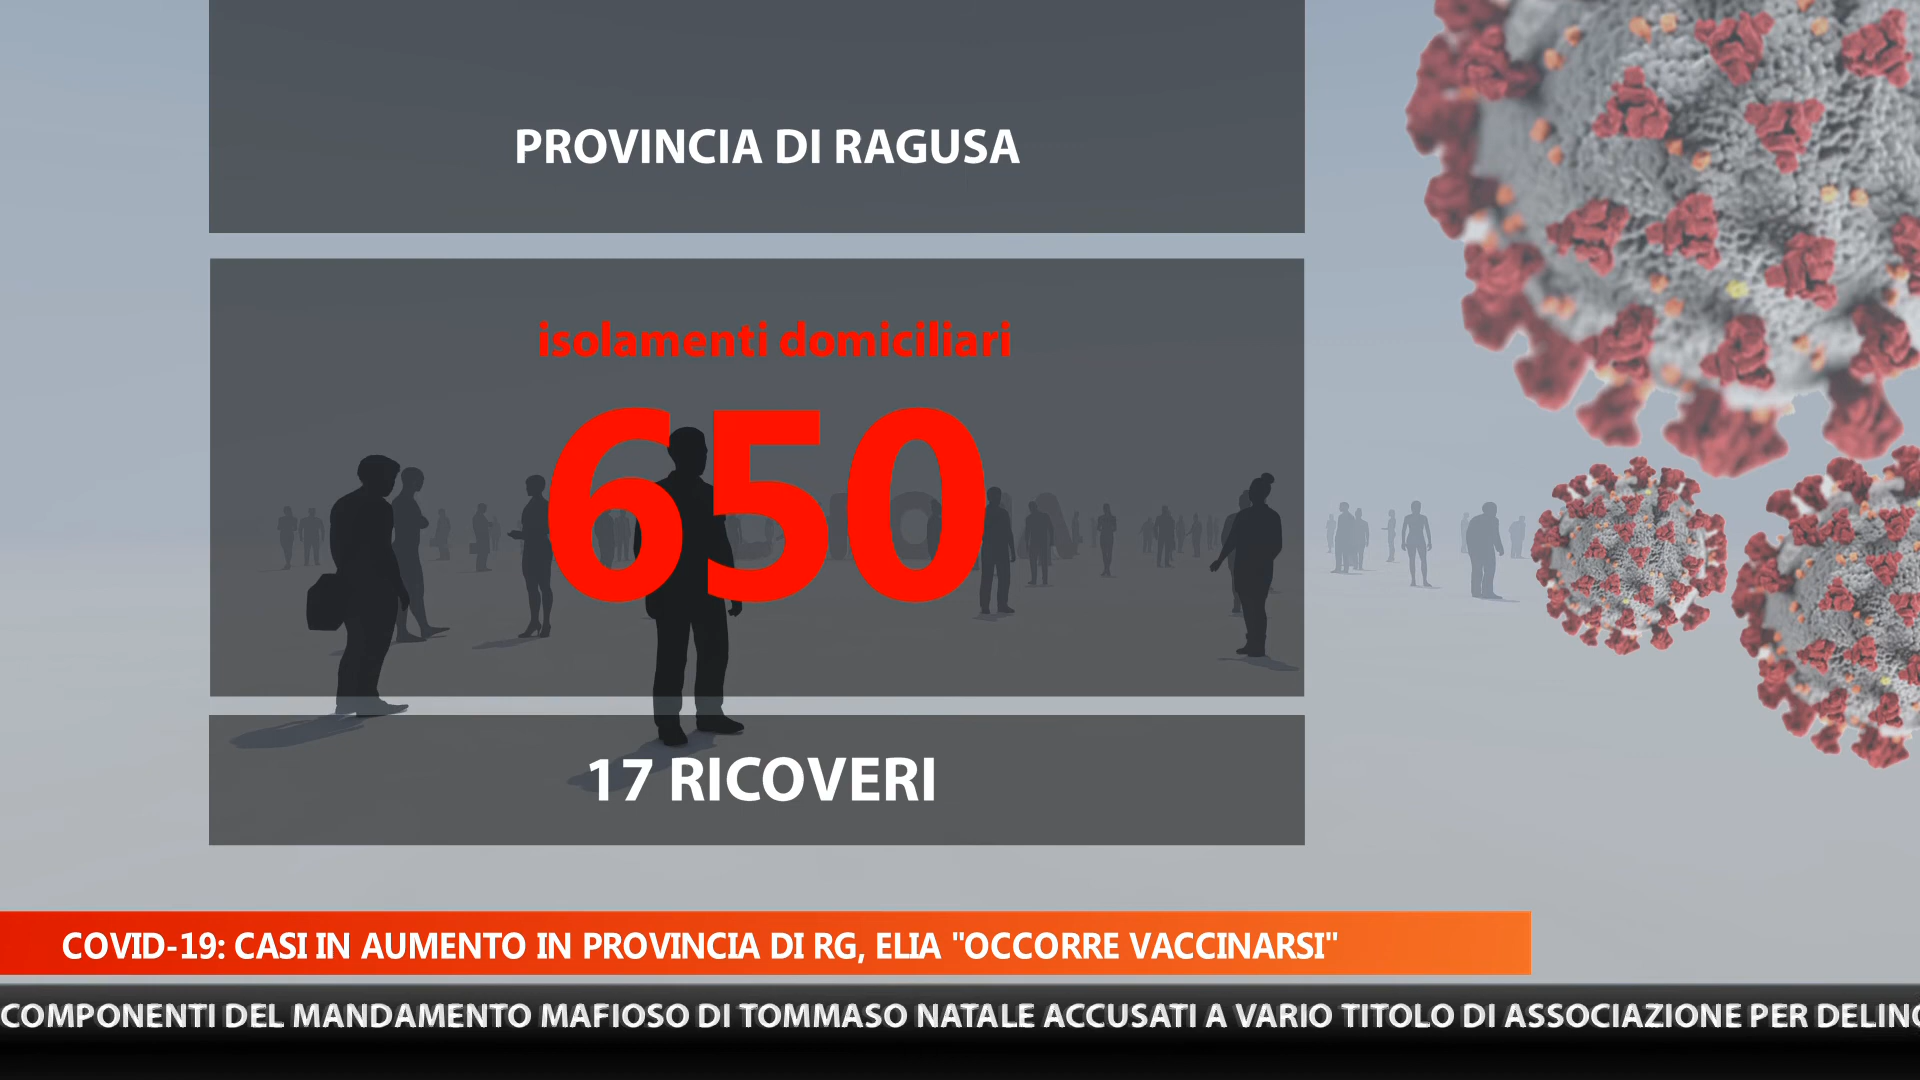 PROVINCIA DI RAGUSA
isolamenti domiciliari
650
17 RICOVERI
COVID-19: CASI IN AUMENTO IN PROVINCIA DI RG, ELIA "OCCORRE VACCINARSI"
COMPONENTI DEL MANDAMENTO MAFIOSO DI TOMMASO NATALE ACCUSATI A VARIO TITOLO DI ASSOCIAZIONE PER